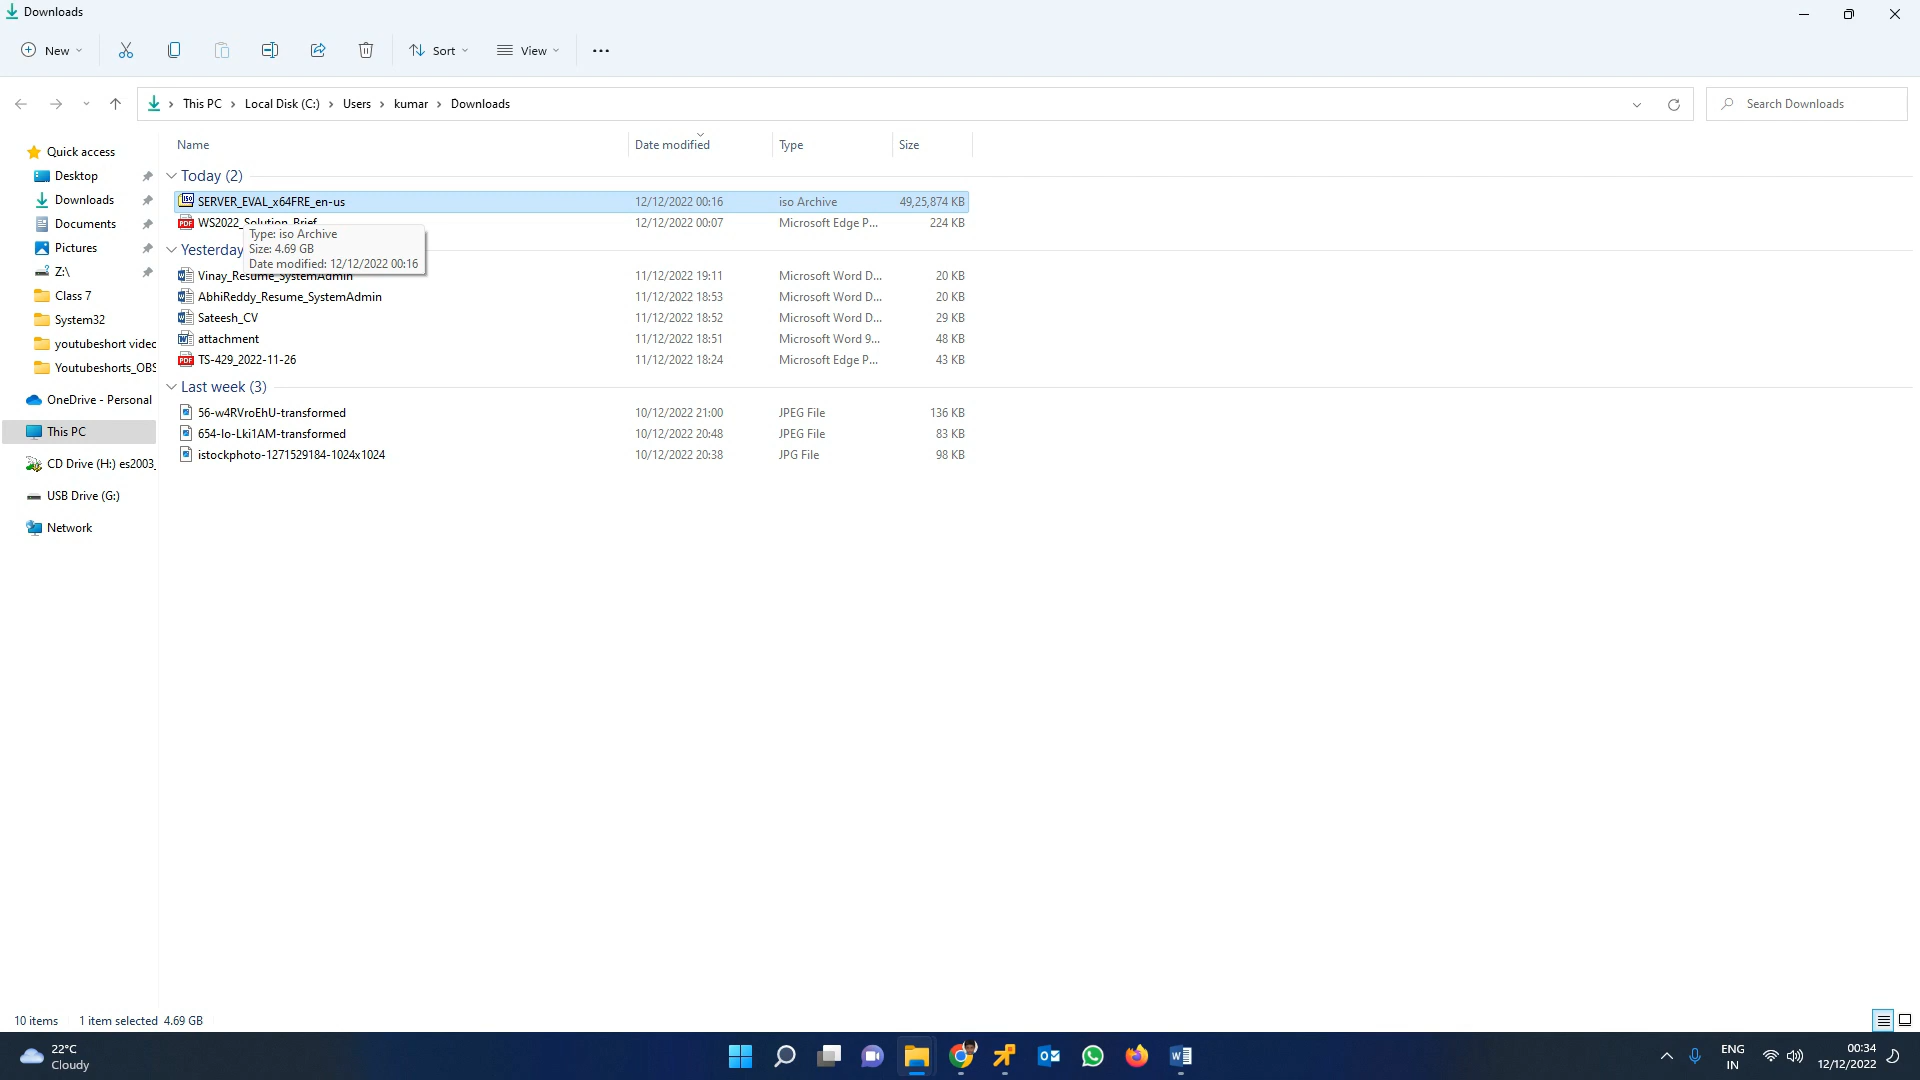 Downloads
New
Sort
View
This PC > Local Disk (C:) > Users > kumar > Downloads
Search Downloads
Name Date modified Type Size
Quick access
Desktop
Downloads
Documents
Pictures
Z:\
Class 7
System32
youtubeshort videc
Youtubeshorts_OBS
OneDrive - Personal
This PC
CD Drive (H:) es2003_
USB Drive (G:)
Network
Today (2)
SERVER_EVAL_x64FRE_en-us 12/12/2022 00:16 iso Archive 49,25,874 KB
WS2022_Solution_Brief 12/12/2022 00:07 Microsoft Edge P... 224 KB
Type: iso Archive
Size: 4.69 GB
Date modified: 12/12/2022 00:16
Yesterday
Vinay_Resume_SystemAdmin 11/12/2022 19:11 Microsoft Word D... 20 KB
AbhiReddy_Resume_SystemAdmin 11/12/2022 18:53 Microsoft Word D... 20 KB
Sateesh_CV 11/12/2022 18:52 Microsoft Word D... 29 KB
attachment 11/12/2022 18:51 Microsoft Word 9... 48 KB
TS-429_2022-11-26 11/12/2022 18:24 Microsoft Edge P... 43 KB
Last week (3)
56-w4RVroEhU-transformed 10/12/2022 21:00 JPEG File 136 KB
654-Io-Lki1AM-transformed 10/12/2022 20:48 JPEG File 83 KB
istockphoto-1271529184-1024x1024 10/12/2022 20:38 JPG File 98 KB
10 items 1 item selected 4.69 GB
22°C
Cloudy
ENG
IN
00:34
12/12/2022